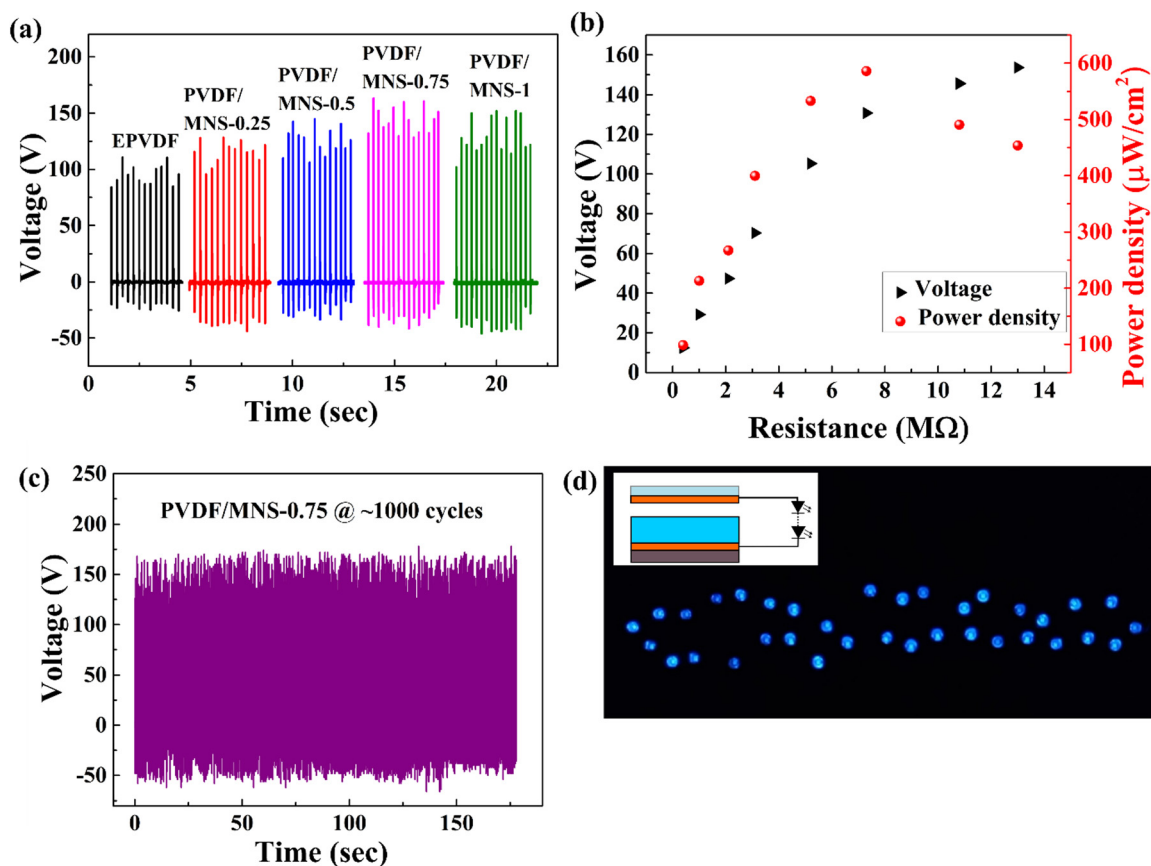 (a)
200
150
100
50
0
-50
Voltage (V)
EPVDF
PVDF/
MNS-0.25
PVDF/
MNS-0.5
PVDF/
MNS-0.75
PVDF/
MNS-1
0 5 10 15 20
Time (sec)
(b)
160
140
120
100
80
60
40
20
0
Voltage (V)
Voltage
Power density
600
500
400
300
200
100
Power density (μW/cm²)
0 2 4 6 8 10 12 14
Resistance (MΩ)
(c)
250
200
150
100
50
0
-50
Voltage (V)
PVDF/MNS-0.75 @ ~1000 cycles
0 50 100 150
Time (sec)
(d)